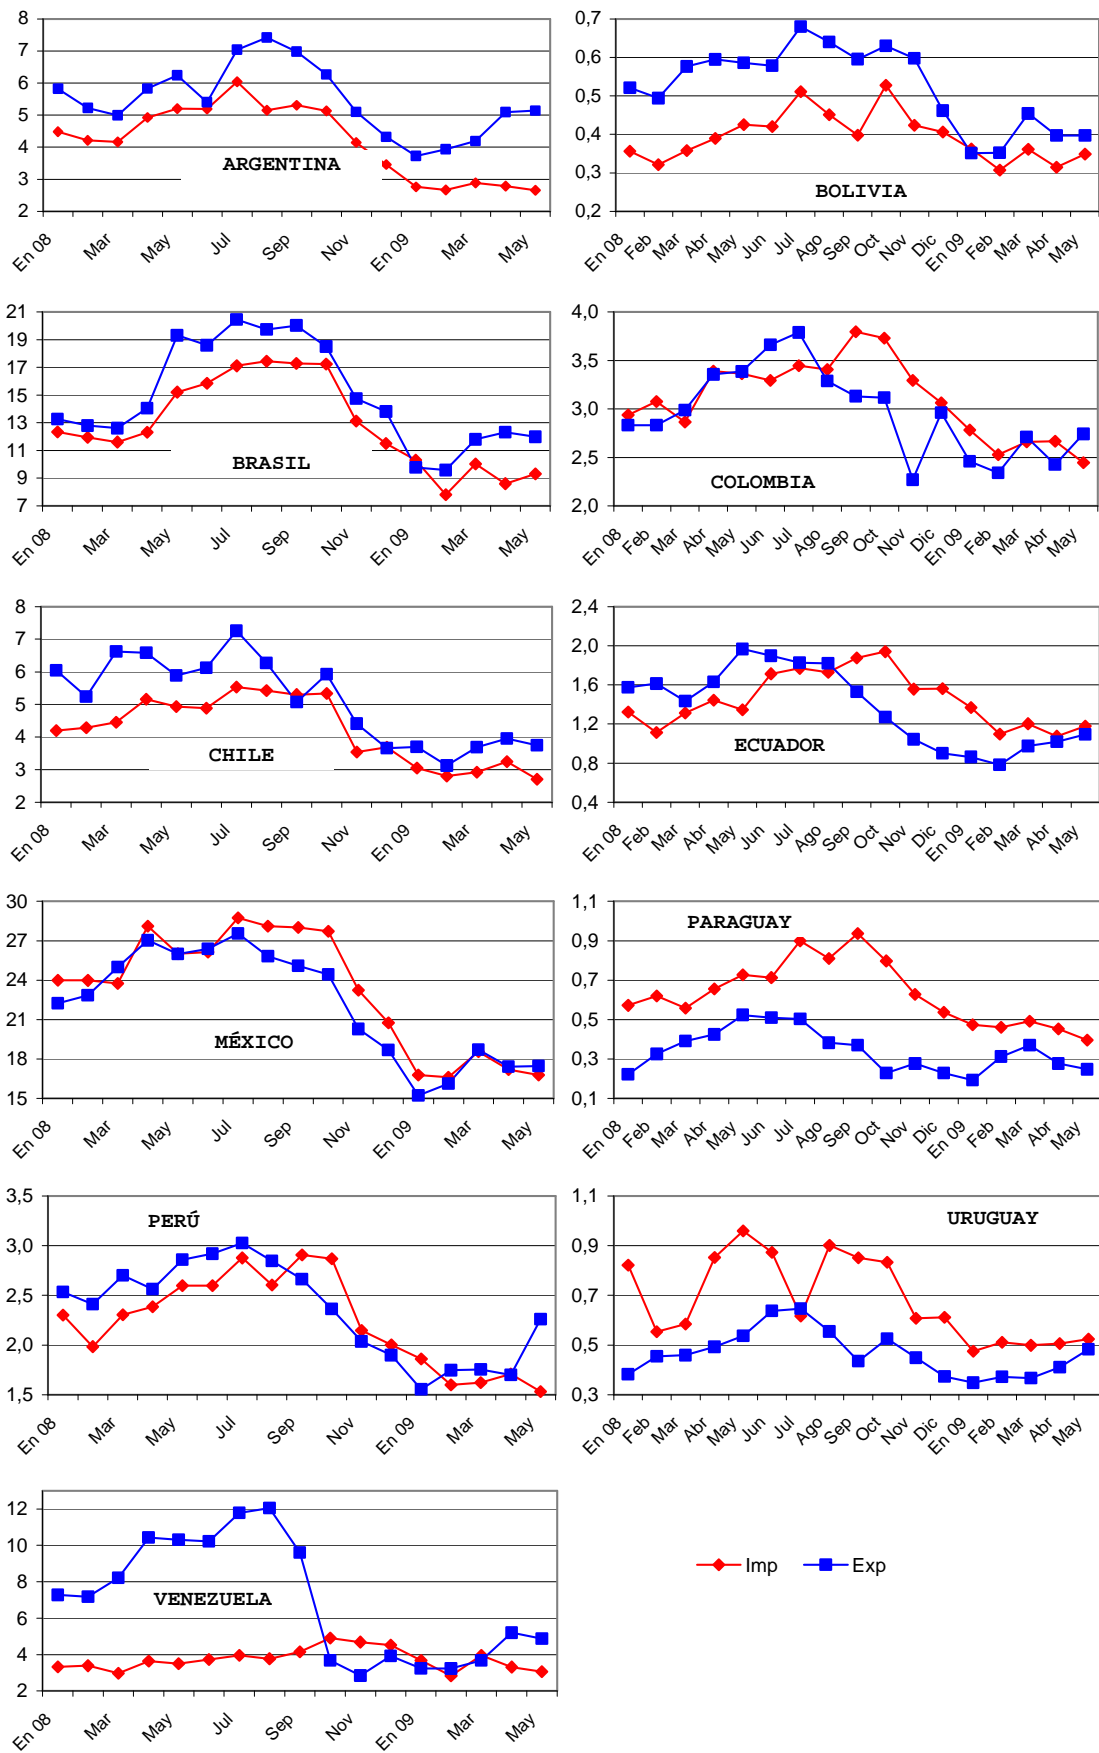 8
7
6
5
4
3
2
ARGENTINA
En 08 Mar May Jul Sep Nov En 09 Mar May
0,7
0,6
0,5
0,4
0,3
0,2
BOLIVIA
En 08 Feb Mar Abr May Jun Jul Ago Sep Oct Nov Dic En 09 Feb Mar Abr May
21
19
17
15
13
11
9
7
BRASIL
En 08 Mar May Jul Sep Nov En 09 Mar May
4,0
3,5
3,0
2,5
2,0
COLOMBIA
En 08 Feb Mar Abr May Jun Jul Ago Sep Oct Nov Dic En 09 Feb Mar Abr May
8
7
6
5
4
3
2
CHILE
En 08 Mar May Jul Sep Nov En 09 Mar May
2,4
2,0
1,6
1,2
0,8
0,4
ECUADOR
En 08 Feb Mar Abr May Jun Jul Ago Sep Oct Nov Dic En 09 Feb Mar Abr May
30
27
24
21
18
15
MÉXICO
En 08 Mar May Jul Sep Nov En 09 Mar May
1,1
0,9
0,7
0,5
0,3
0,1
PARAGUAY
En 08 Feb Mar Abr May Jun Jul Ago Sep Oct Nov Dic En 09 Feb Mar Abr May
3,5
3,0
2,5
2,0
1,5
PERÚ
En 08 Mar May Jul Sep Nov En 09 Mar May
1,1
0,9
0,7
0,5
0,3
URUGUAY
En 08 Feb Mar Abr May Jun Jul Ago Sep Oct Nov Dic En 09 Feb Mar Abr May
12
10
8
6
4
2
VENEZUELA
En 08 Mar May Jul Sep Nov En 09 Mar May
Imp Exp